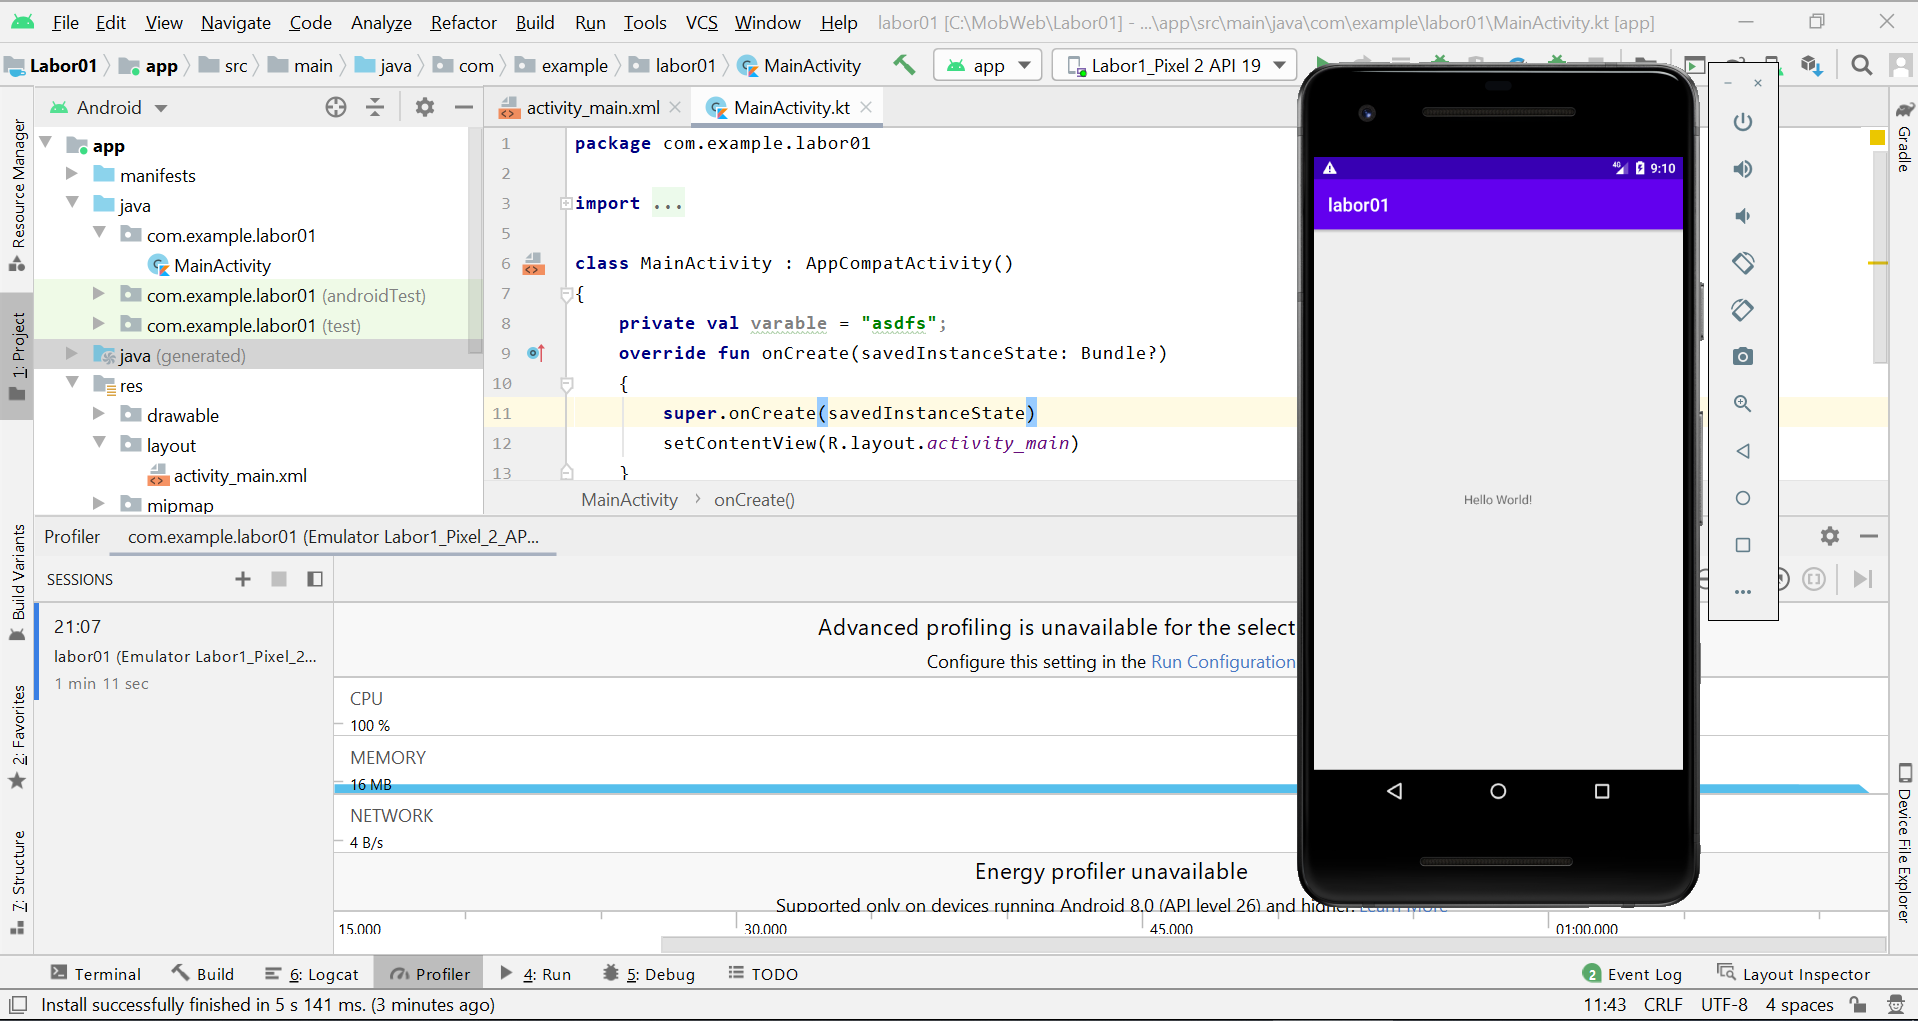 File Edit View Navigate Code Analyze Refactor Build Run Tools VCS Window Help labor01 [C:\MobWeb\Labor01] - ...\app\src\main\java\com\example\labor01\MainActivity.kt [app]
Labor01 app src main java com example labor01 MainActivity app Labor1_Pixel 2 API 19
Android
activity_main.xml MainActivity.kt
app
manifests
java
com.example.labor01
MainActivity
com.example.labor01 (androidTest)
com.example.labor01 (test)
java (generated)
res
drawable
layout
activity_main.xml
mipmap
1 package com.example.labor01
2
3 import ...
5
6 class MainActivity : AppCompatActivity()
7 {
8 private val varable = "asdfs";
9 override fun onCreate(savedInstanceState: Bundle?)
10 {
11 super.onCreate(savedInstanceState)
12 setContentView(R.layout.activity_main)
13 }
MainActivity > onCreate()
Resource Manager
1: Project
Build Variants
2: Favorites
7: Structure
Gradle
Device File Explorer
4G 9:10
labor01
Hello World!
Profiler com.example.labor01 (Emulator Labor1_Pixel_2_AP...
SESSIONS
21:07
labor01 (Emulator Labor1_Pixel_2...
1 min 11 sec
Advanced profiling is unavailable for the select
Configure this setting in the Run Configuration
CPU
100 %
MEMORY
16 MB
NETWORK
4 B/s
Energy profiler unavailable
Supported only on devices running Android 8.0 (API level 26) and higher. Learn More
15.000 30.000 45.000 01:00.000
Terminal Build 6: Logcat Profiler 4: Run 5: Debug TODO 2 Event Log Layout Inspector
Install successfully finished in 5 s 141 ms. (3 minutes ago) 11:43 CRLF UTF-8 4 spaces